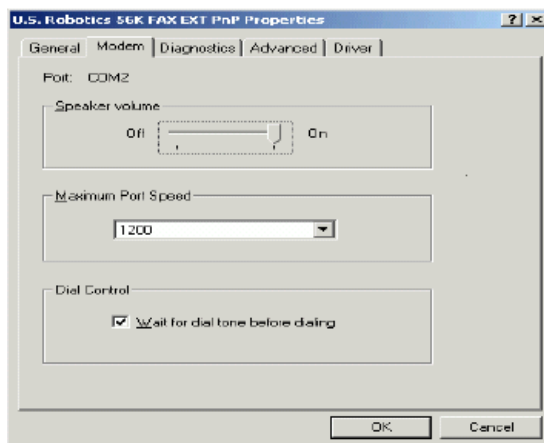 U.S. Robotics 56K FAX EXT PnP Properties
General Modem Diagnostics Advanced Driver
Port: COM2
Speaker volume
Off On
Maximum Port Speed
1200
Dial Control
Wait for dial tone before dialing
OK Cancel